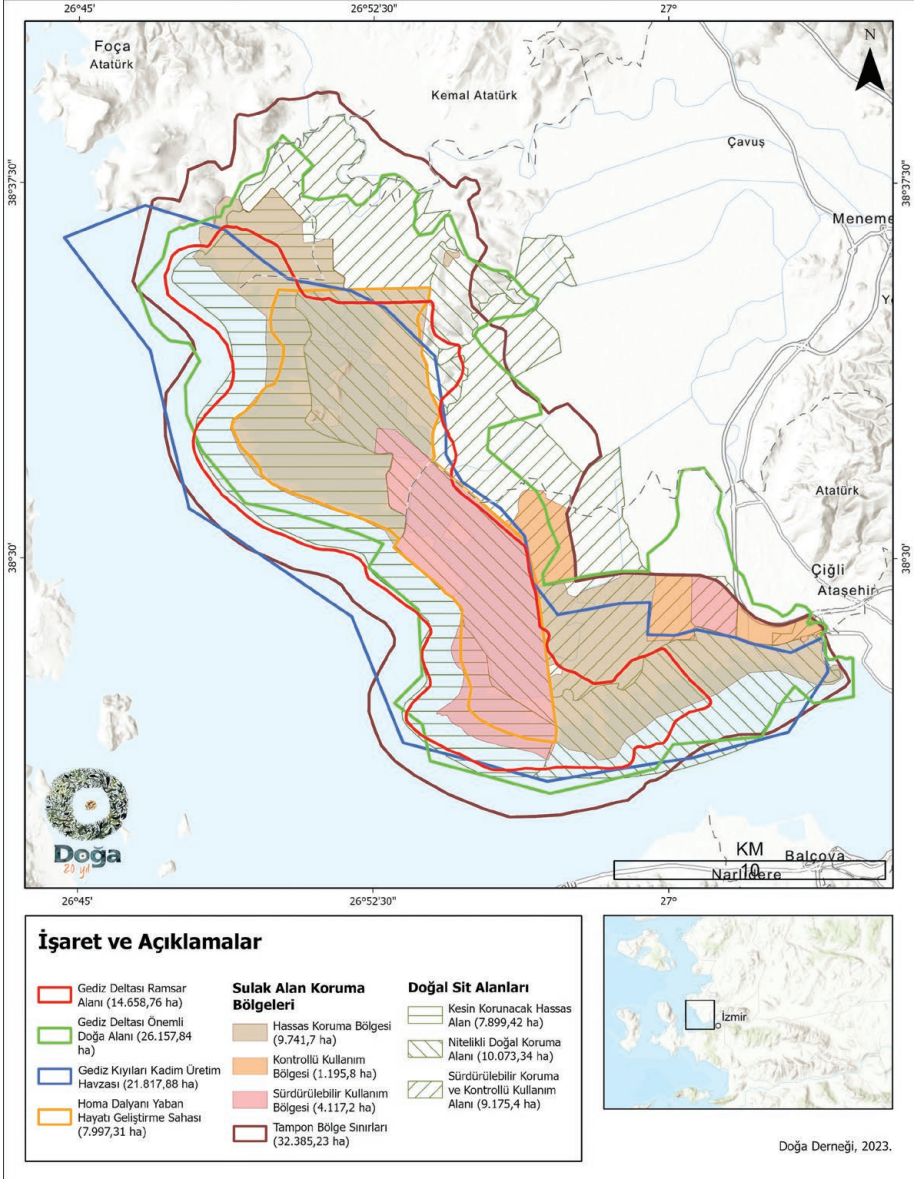 26°45'
26°52'30"
27°
N
Foça
Atatürk
Kemal Atatürk
Çavuş
38°37'30"
38°37'30"
Meneme
Ye
Atatürk
38°30'
38°30'
Çiğli
Ataşehir
Doğa
20 yıl
KM
10
Balçova
Narlıdere
26°45'
26°52'30"
27°
İşaret ve Açıklamalar
Gediz Deltası Ramsar
Alanı (14.658,76 ha)
Gediz Deltası Önemli
Doğa Alanı (26.157,84
ha)
Gediz Kıyıları Kadim Üretim
Havzası (21.817,88 ha)
Homa Dalyanı Yaban
Hayatı Geliştirme Sahası
(7.997,31 ha)
Sulak Alan Koruma
Bölgeleri
Hassas Koruma Bölgesi
(9.741,7 ha)
Kontrollü Kullanım
Bölgesi (1.195,8 ha)
Sürdürülebilir Kullanım
Bölgesi (4.117,2 ha)
Tampon Bölge Sınırları
(32.385,23 ha)
Doğal Sit Alanları
Kesin Korunacak Hassas
Alan (7.899,42 ha)
Nitelikli Doğal Koruma
Alanı (10.073,34 ha)
Sürdürülebilir Koruma
ve Kontrollü Kullanım
Alanı (9.175,4 ha)
İzmir
Doğa Derneği, 2023.